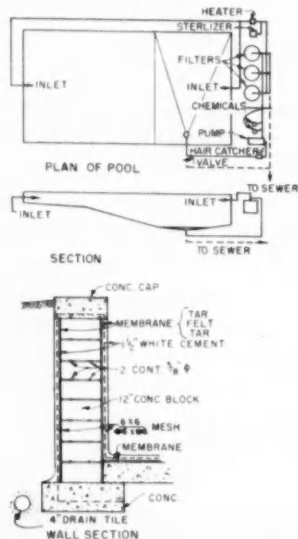 HEATER
STERILIZER
FILTERS
INLET
INLET
CHEMICALS
PUMP
HAIR CATCHER
VALVE
PLAN OF POOL
TO SEWER
INLET
INLET
TO SEWER
SECTION
CONC. CAP
MEMBRANE { TAR
FELT
TAR
1½" WHITE CEMENT
2 CONT. ⅝" Φ
12" CONC. BLOCK
6 X 6
MESH
MEMBRANE
CONC.
4" DRAIN TILE
WALL SECTION